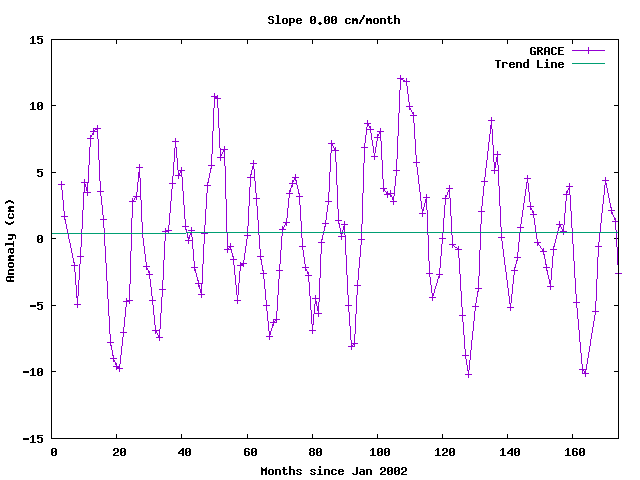 Slope 0.00 cm/month
15
GRACE
Trend Line
10
5
0
-5
-10
-15
Anomaly (cm)
0 20 40 60 80 100 120 140 160
Months since Jan 2002